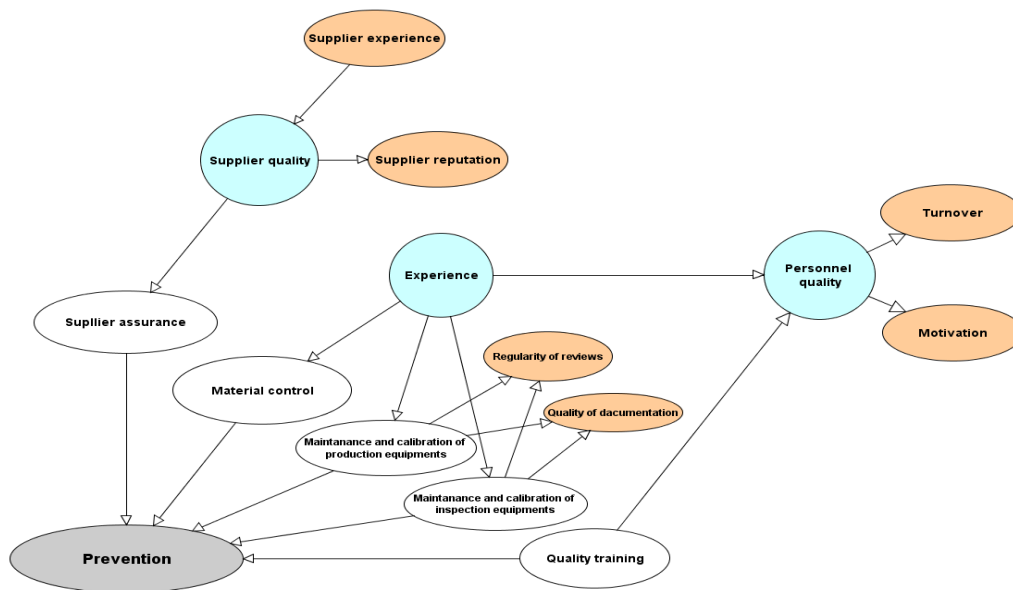 Supplier experience
Supplier quality
Supplier reputation
Turnover
Experience
Personnel
quality
Supllier assurance
Motivation
Regularity of reviews
Material control
Quality of dacumentation
Maintanance and calibration of
production equipments
Maintanance and calibration of
inspection equipments
Prevention
Quality training